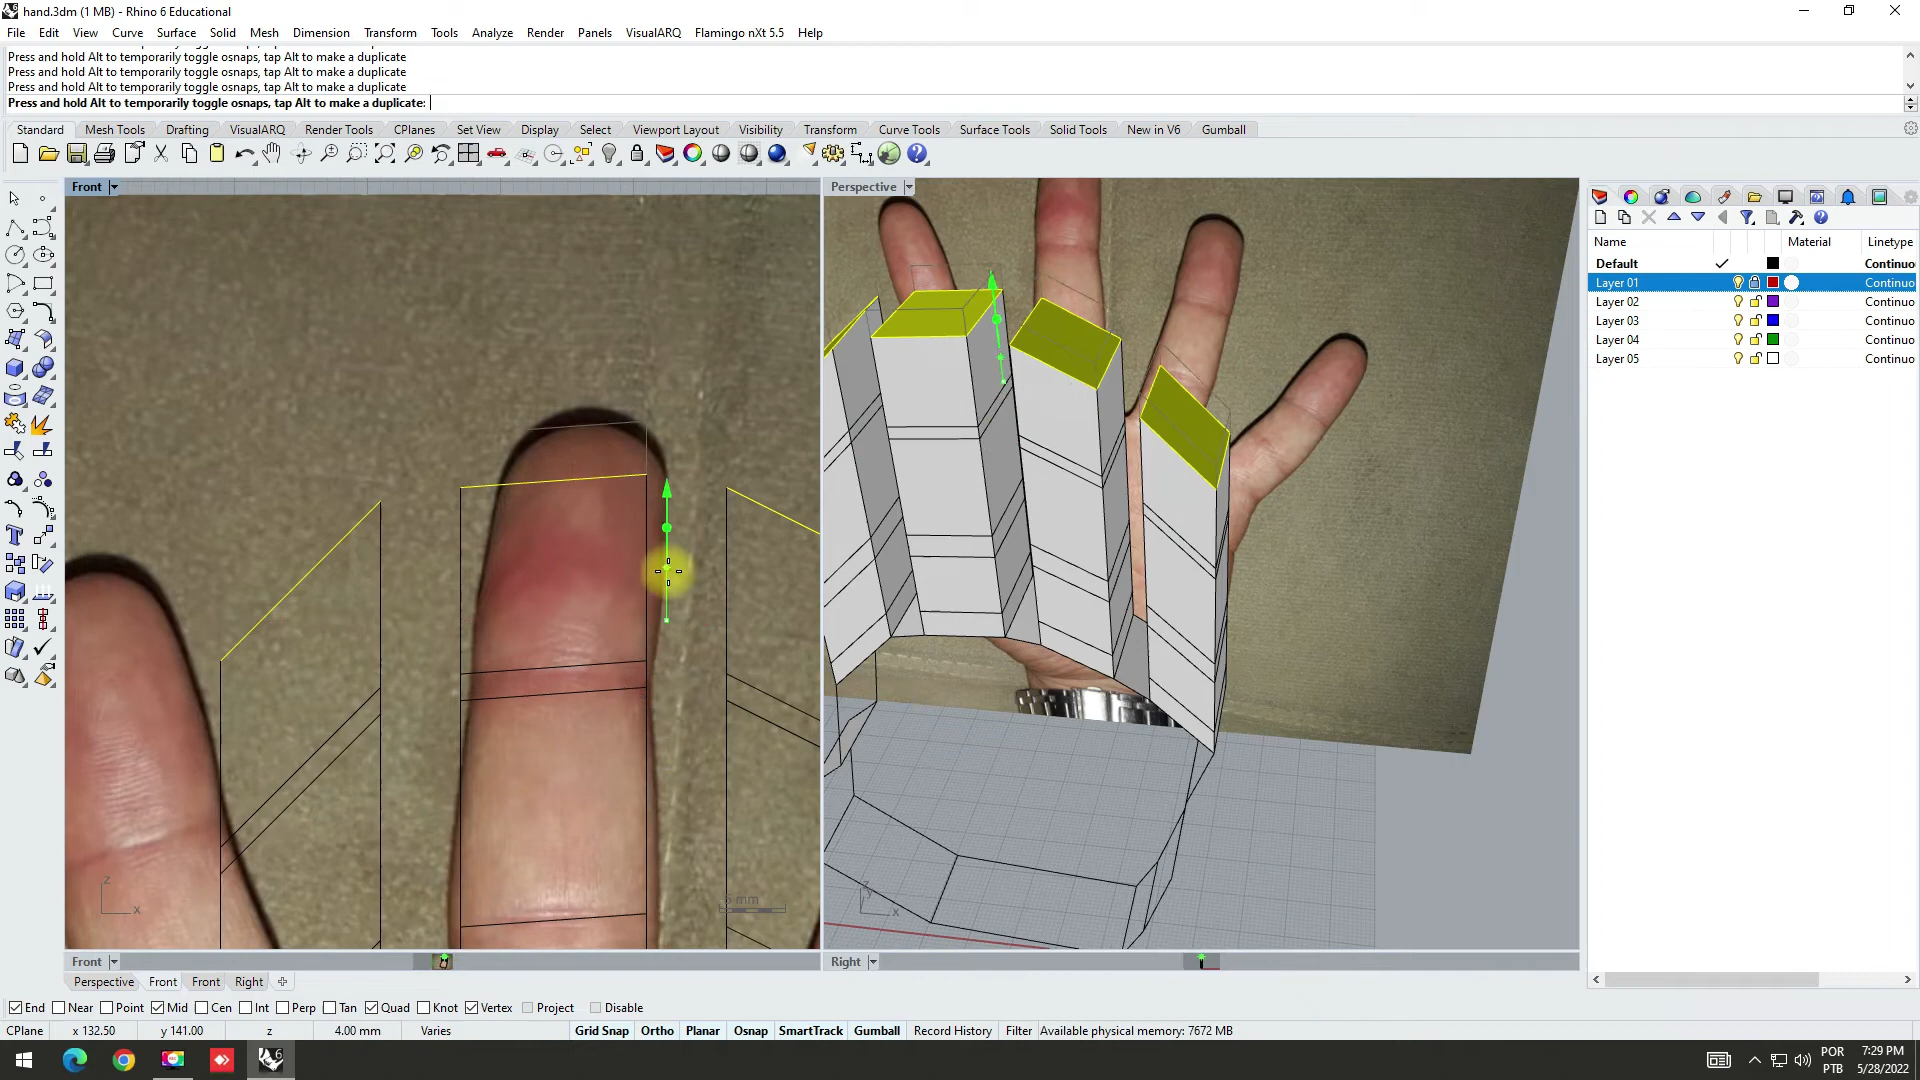 hand.3dm (1 MB) - Rhino 6 Educational
File Edit View Curve Surface Solid Mesh Dimension Transform Tools Analyze Render Panels VisualARQ Flamingo nXt 5.5 Help
Press and hold Alt to temporarily toggle osnaps, tap Alt to make a duplicate
Press and hold Alt to temporarily toggle osnaps, tap Alt to make a duplicate
Press and hold Alt to temporarily toggle osnaps, tap Alt to make a duplicate
Press and hold Alt to temporarily toggle osnaps, tap Alt to make a duplicate:
Standard Mesh Tools Drafting VisualARQ Render Tools CPlanes Set View Display Select Viewport Layout Visibility Transform Curve Tools Surface Tools Solid Tools New in V6 Gumball
Front
Perspective
Name Material Linetype
Default Continuo
Layer 01 Continuo
Layer 02 Continuo
Layer 03 Continuo
Layer 04 Continuo
Layer 05 Continuo
z
x
5 mm
z
y
x
Front
Right
Perspective Front Front Right
End Near Point Mid Cen Int Perp Tan Quad Knot Vertex Project Disable
CPlane x 132.50 y 141.00 z 4.00 mm Varies Grid Snap Ortho Planar Osnap SmartTrack Gumball Record History Filter Available physical memory: 7672 MB
6
POR
PTB
7:29 PM
5/28/2022